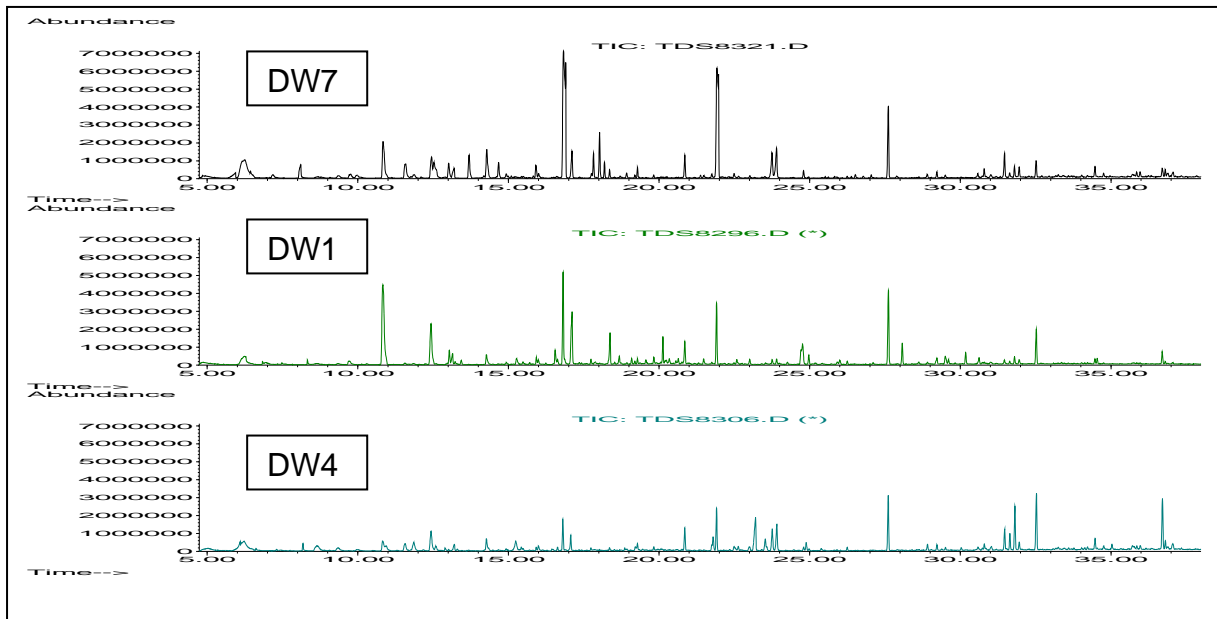 Abundance
TIC: TDS8321.D
7000000
6000000
5000000
4000000
3000000
2000000
1000000
DW7
5.00 10.00 15.00 20.00 25.00 30.00 35.00
Time-->
Abundance
TIC: TDS8296.D (*)
7000000
6000000
5000000
4000000
3000000
2000000
1000000
0
DW1
5.00 10.00 15.00 20.00 25.00 30.00 35.00
Time-->
Abundance
TIC: TDS8306.D (*)
7000000
6000000
5000000
4000000
3000000
2000000
1000000
0
DW4
5.00 10.00 15.00 20.00 25.00 30.00 35.00
Time-->